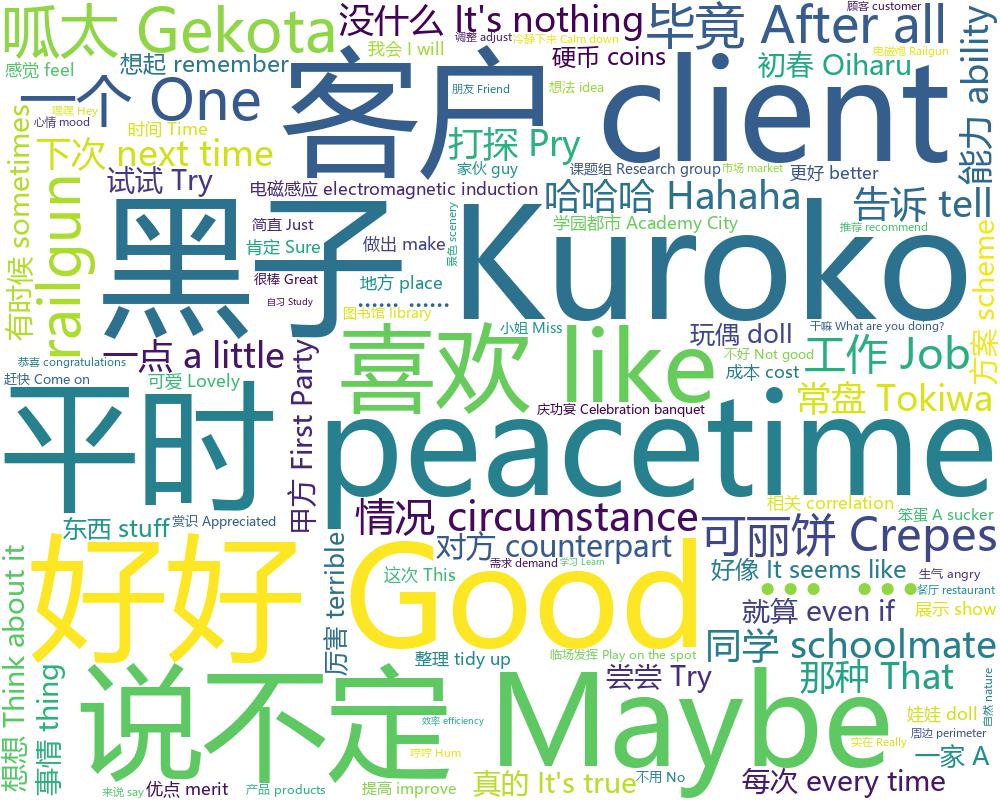 呱太 Gekota
没什么 It's nothing
毕竟 After all
顾客 customer
我会 I will
调整 adjust
冷静下来 Calm down
感觉 feel
想起 remember
硬币 coins
电磁炮 Railgun
初春 Oiharu
能力 ability
一个 One
客户 client
朋友 Friend
想法 idea
嘿嘿 Hey
心情 mood
时间 Time
打探 Pry
有时候 sometimes
下次 next time
家伙 guy
课题组 Research group
市场 market
更好 better
试试 Try
电磁感应 electromagnetic induction
哈哈哈 Hahaha
告诉 tell
railgun
黑子 Kuroko
简直 Just
做出 make
景色 scenery
学园都市 Academy City
推荐 recommend
肯定 Sure
很棒 Great
地方 place
自习 Study
...... ......
图书馆 library
小姐 Miss
玩偶 doll
干嘛 What are you doing?
方案 scheme
一点 a little
喜欢 like
不好 Not good
工作 Job
恭喜 congratulations
赶快 Come on
可爱 Lovely
成本 cost
甲方 First Party
庆功宴 Celebration banquet
常盘 Tokiwa
平时 peacetime
相关 correlation
东西 stuff
赏识 Appreciated
情况 circumstance
笨蛋 A sucker
可丽饼 Crepes
好好 Good
厉害 terrible
对方 counterpart
需求 demand
学习 Learn
这次 This
好像 It seems like
生气 angry
餐厅 restaurant
就算 even if
展示 show
想想 Think about it
事情 thing
整理 tidy up
临场发挥 Play on the spot
同学 schoolmate
说不定 Maybe
尝尝 Try
那种 That
自然 nature
娃娃 doll
效率 efficiency
周边 perimeter
哼哼 Hum
实在 Really
一家 A
来说 say
优点 merit
产品 products
提高 improve
真的 It's true
不用 No
每次 every time